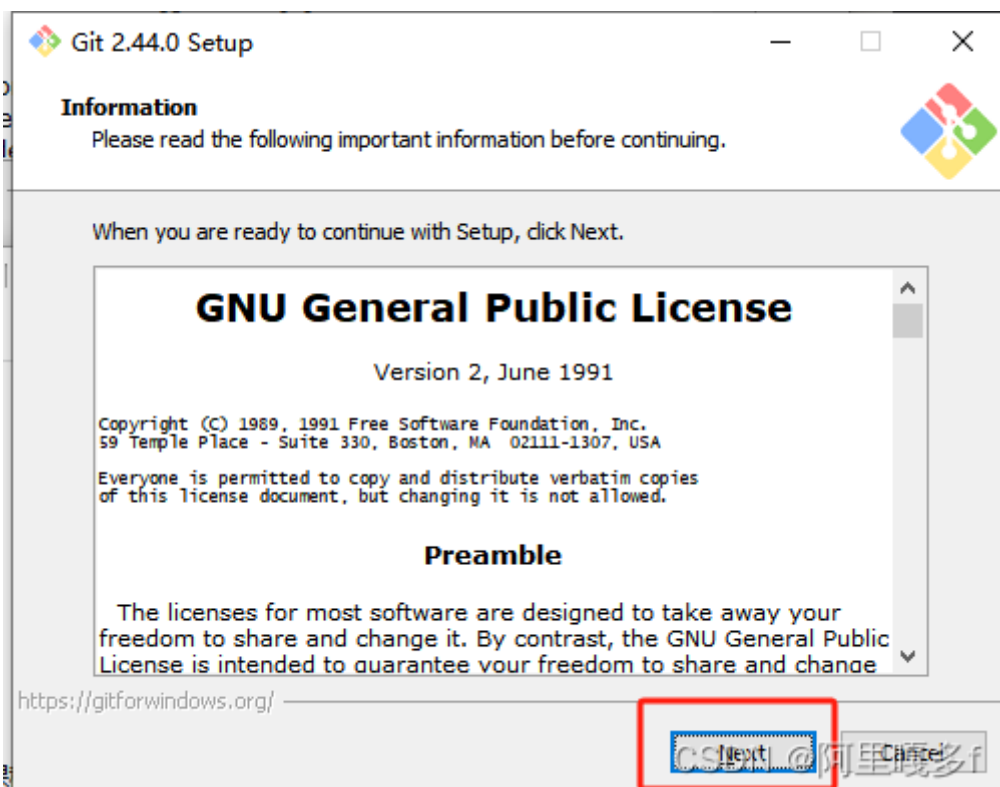 Git 2.44.0 Setup
Information
Please read the following important information before continuing.
When you are ready to continue with Setup, click Next.
GNU General Public License
Version 2, June 1991
Copyright (C) 1989, 1991 Free Software Foundation, Inc.
59 Temple Place - Suite 330, Boston, MA 02111-1307, USA
Everyone is permitted to copy and distribute verbatim copies
of this license document, but changing it is not allowed.
Preamble
The licenses for most software are designed to take away your
freedom to share and change it. By contrast, the GNU General Public
License is intended to guarantee your freedom to share and change
https://gitforwindows.org/
Next
Cancel
CSDN @阿里嘎多f